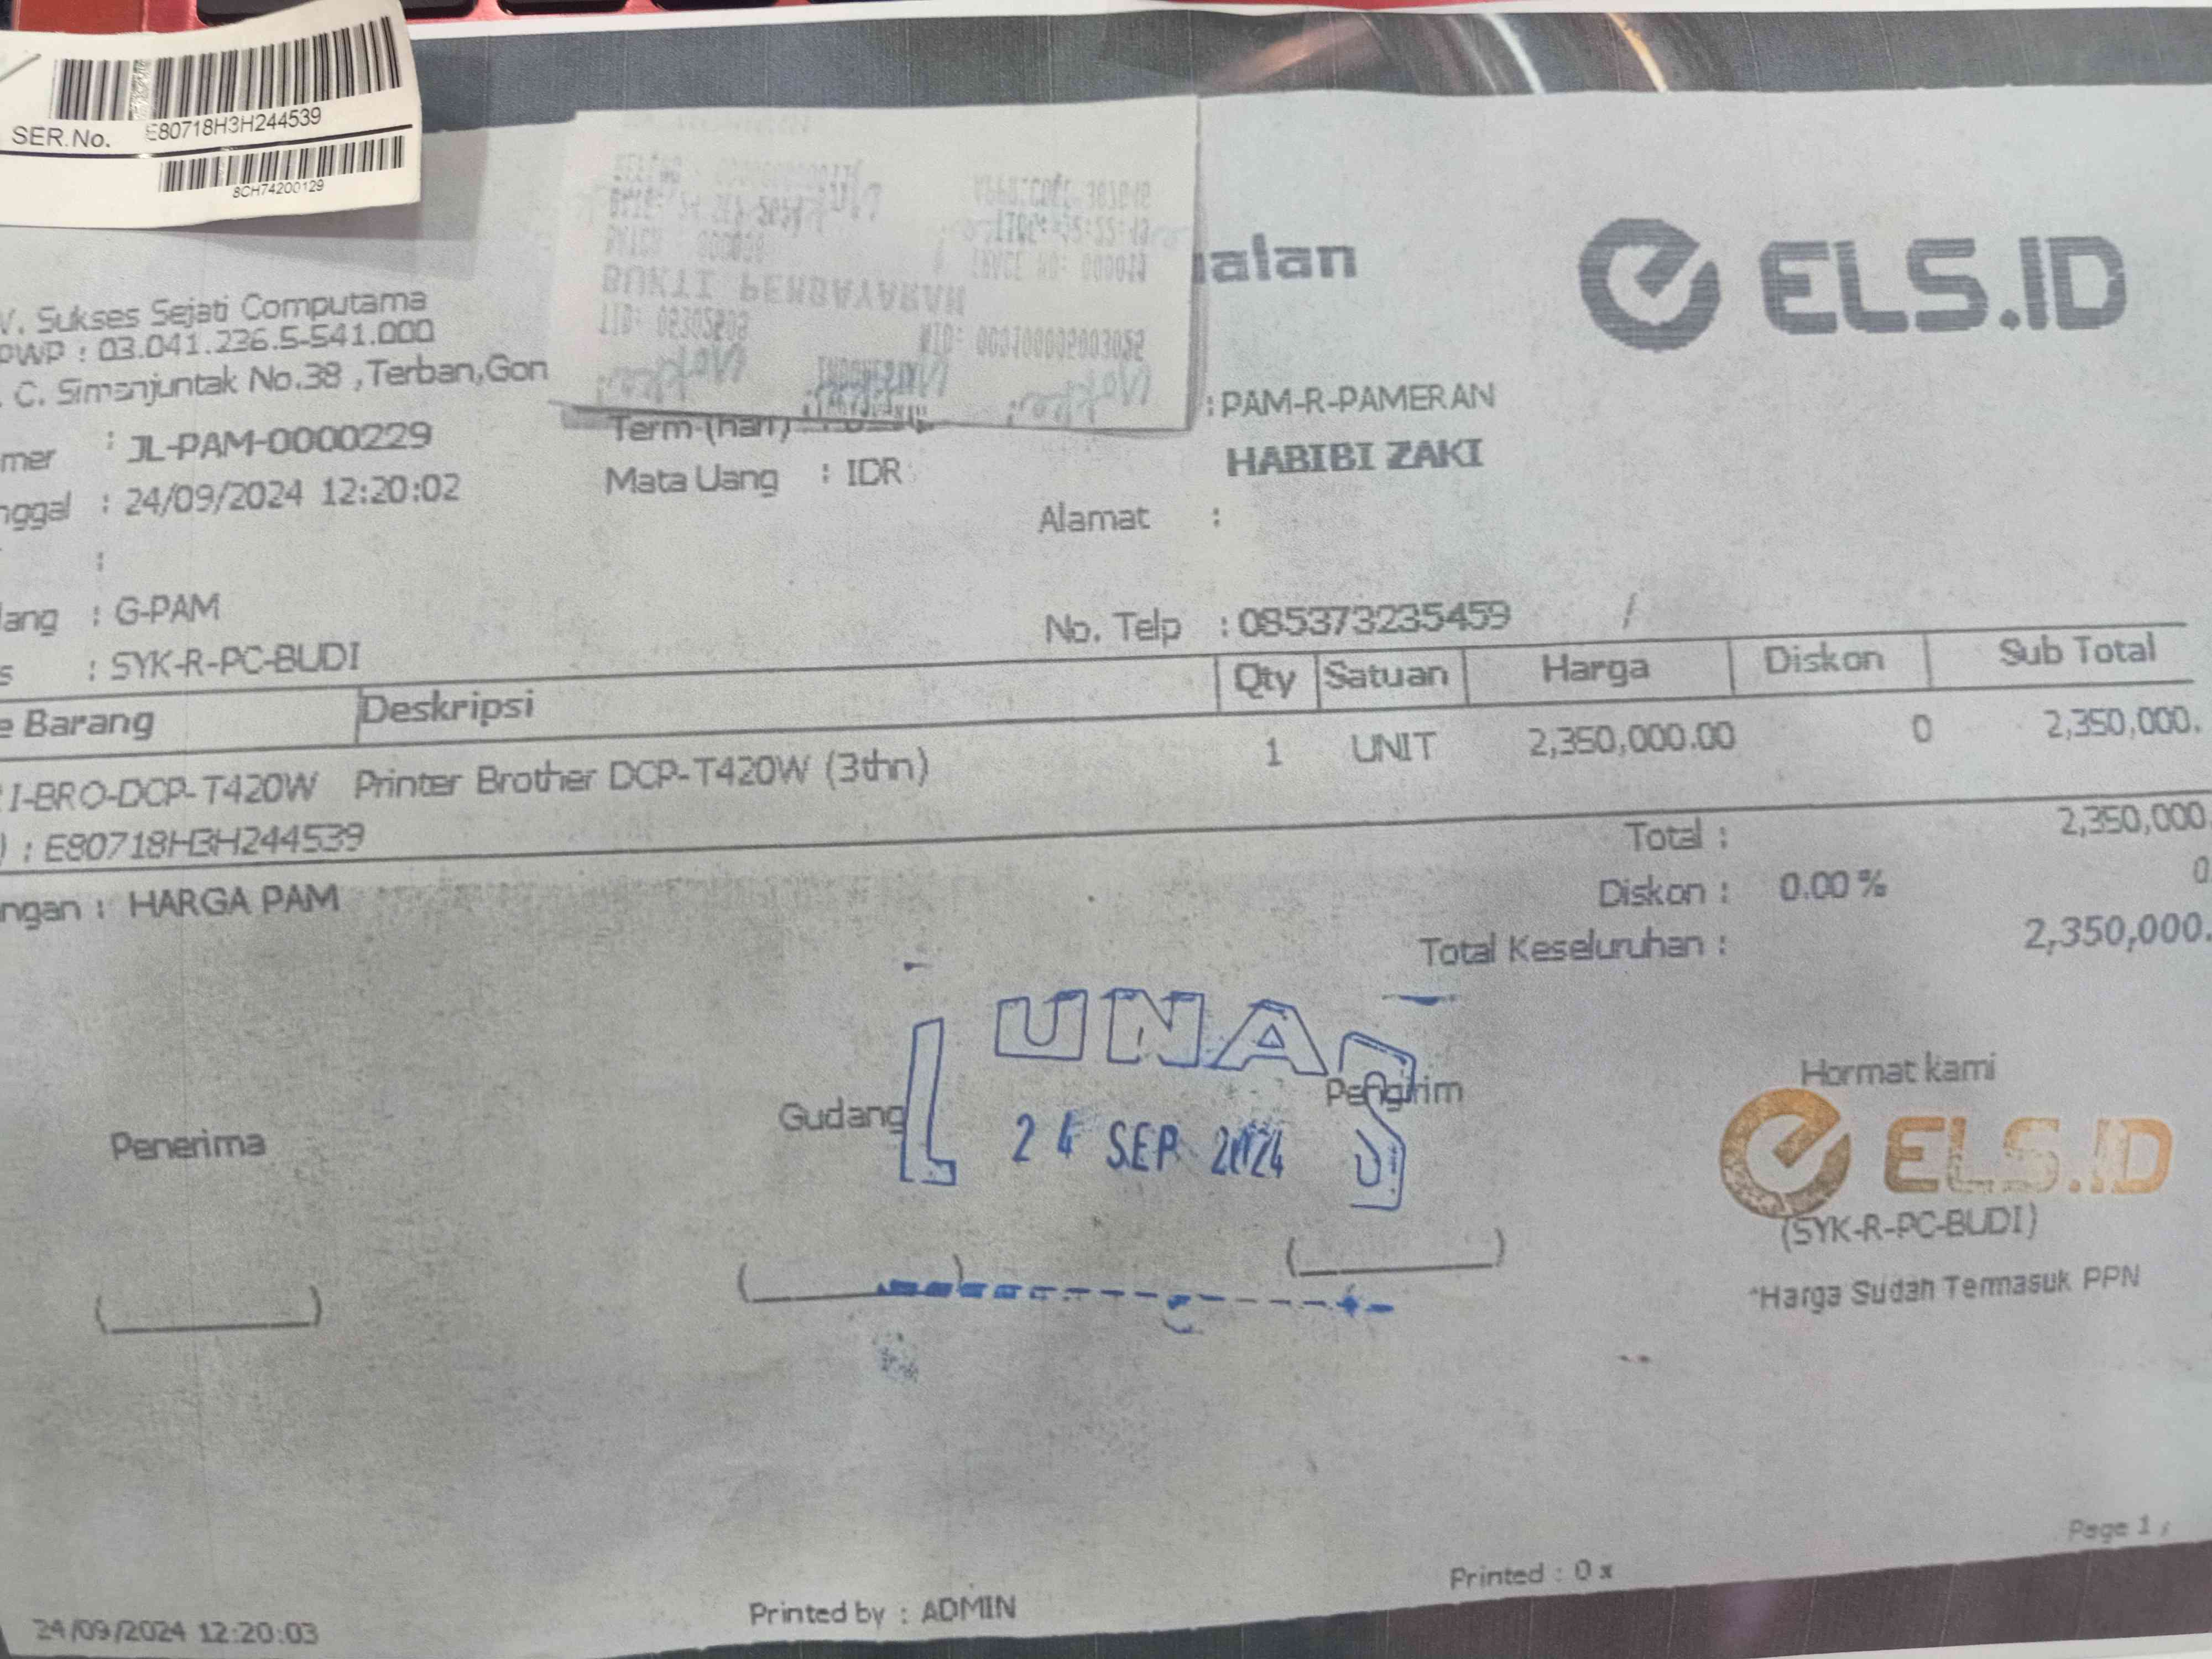 SER.No. E80718H3H244539
8CH74200129
ualan
ELS.ID
V. Sukses Sejati Computama
PWP : 03.041.236.5-541.000
. C. Simanjuntak No.38 ,Terban,Gon
BUKTI PEMBAYARAN
: PAM-R-PAMERAN
HABIBI ZAKI
mer : JL-PAM-0000229
Term (hari) :
nggal : 24/09/2024 12:20:02
Mata Uang : IDR
Alamat :
:
lang : G-PAM
No. Telp : 085373235459 /
s : SYK-R-PC-BUDI
e Barang Deskripsi Qty Satuan Harga Diskon Sub Total
I-BRO-DCP-T420W Printer Brother DCP-T420W (3thn) 1 UNIT 2,350,000.00 0 2,350,000.
) : E80718H3H244539
Total : 2,350,000.
ngan : HARGA PAM
Diskon : 0.00 % 0
Total Keseluruhan : 2,350,000.
LUNAS
24 SEP 2024
Penerima
Gudang
Pengirim
Hormat kami
ELS.ID
(SYK-R-PC-BUDI)
*Harga Sudah Termasuk PPN
Page 1 /
24/09/2024 12:20:03
Printed by : ADMIN
Printed : 0 x